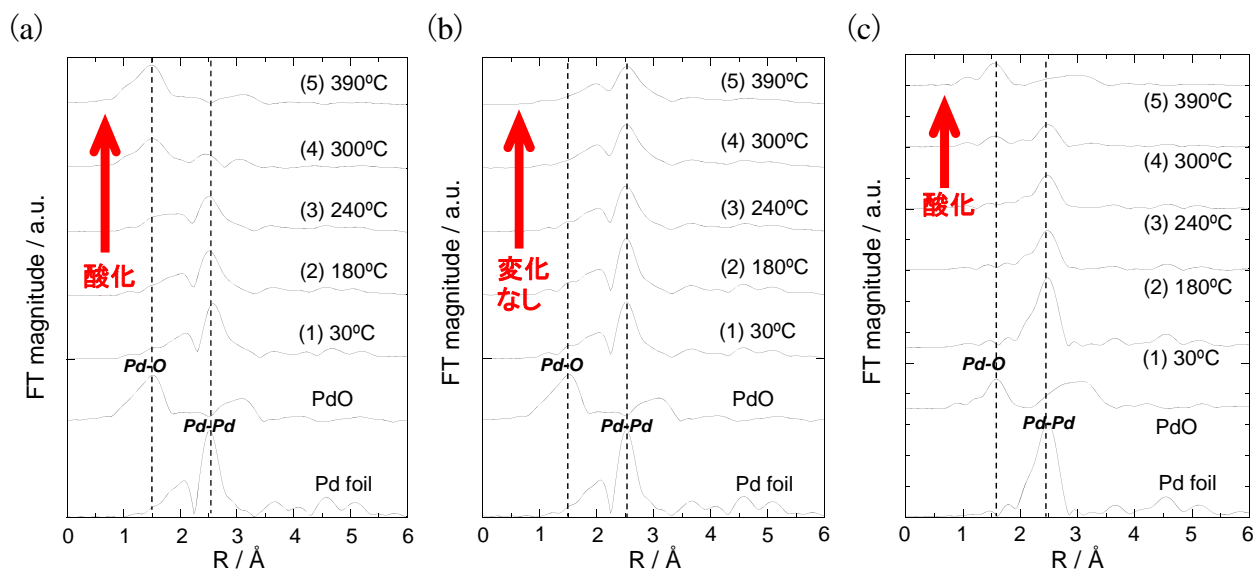 (a)
(5) 390ºC
(4) 300ºC
(3) 240ºC
酸化
(2) 180ºC
(1) 30ºC
Pd-O
PdO
Pd-Pd
Pd foil
FT magnitude / a.u.
0 1 2 3 4 5 6
R / Å
(b)
(5) 390ºC
(4) 300ºC
(3) 240ºC
変化
なし
(2) 180ºC
(1) 30ºC
Pd-O
PdO
Pd-Pd
Pd foil
FT magnitude / a.u.
0 1 2 3 4 5 6
R / Å
(c)
(5) 390ºC
(4) 300ºC
酸化
(3) 240ºC
(2) 180ºC
(1) 30ºC
Pd-O
Pd-Pd
PdO
Pd foil
FT magnitude / a.u.
0 1 2 3 4 5 6
R / Å